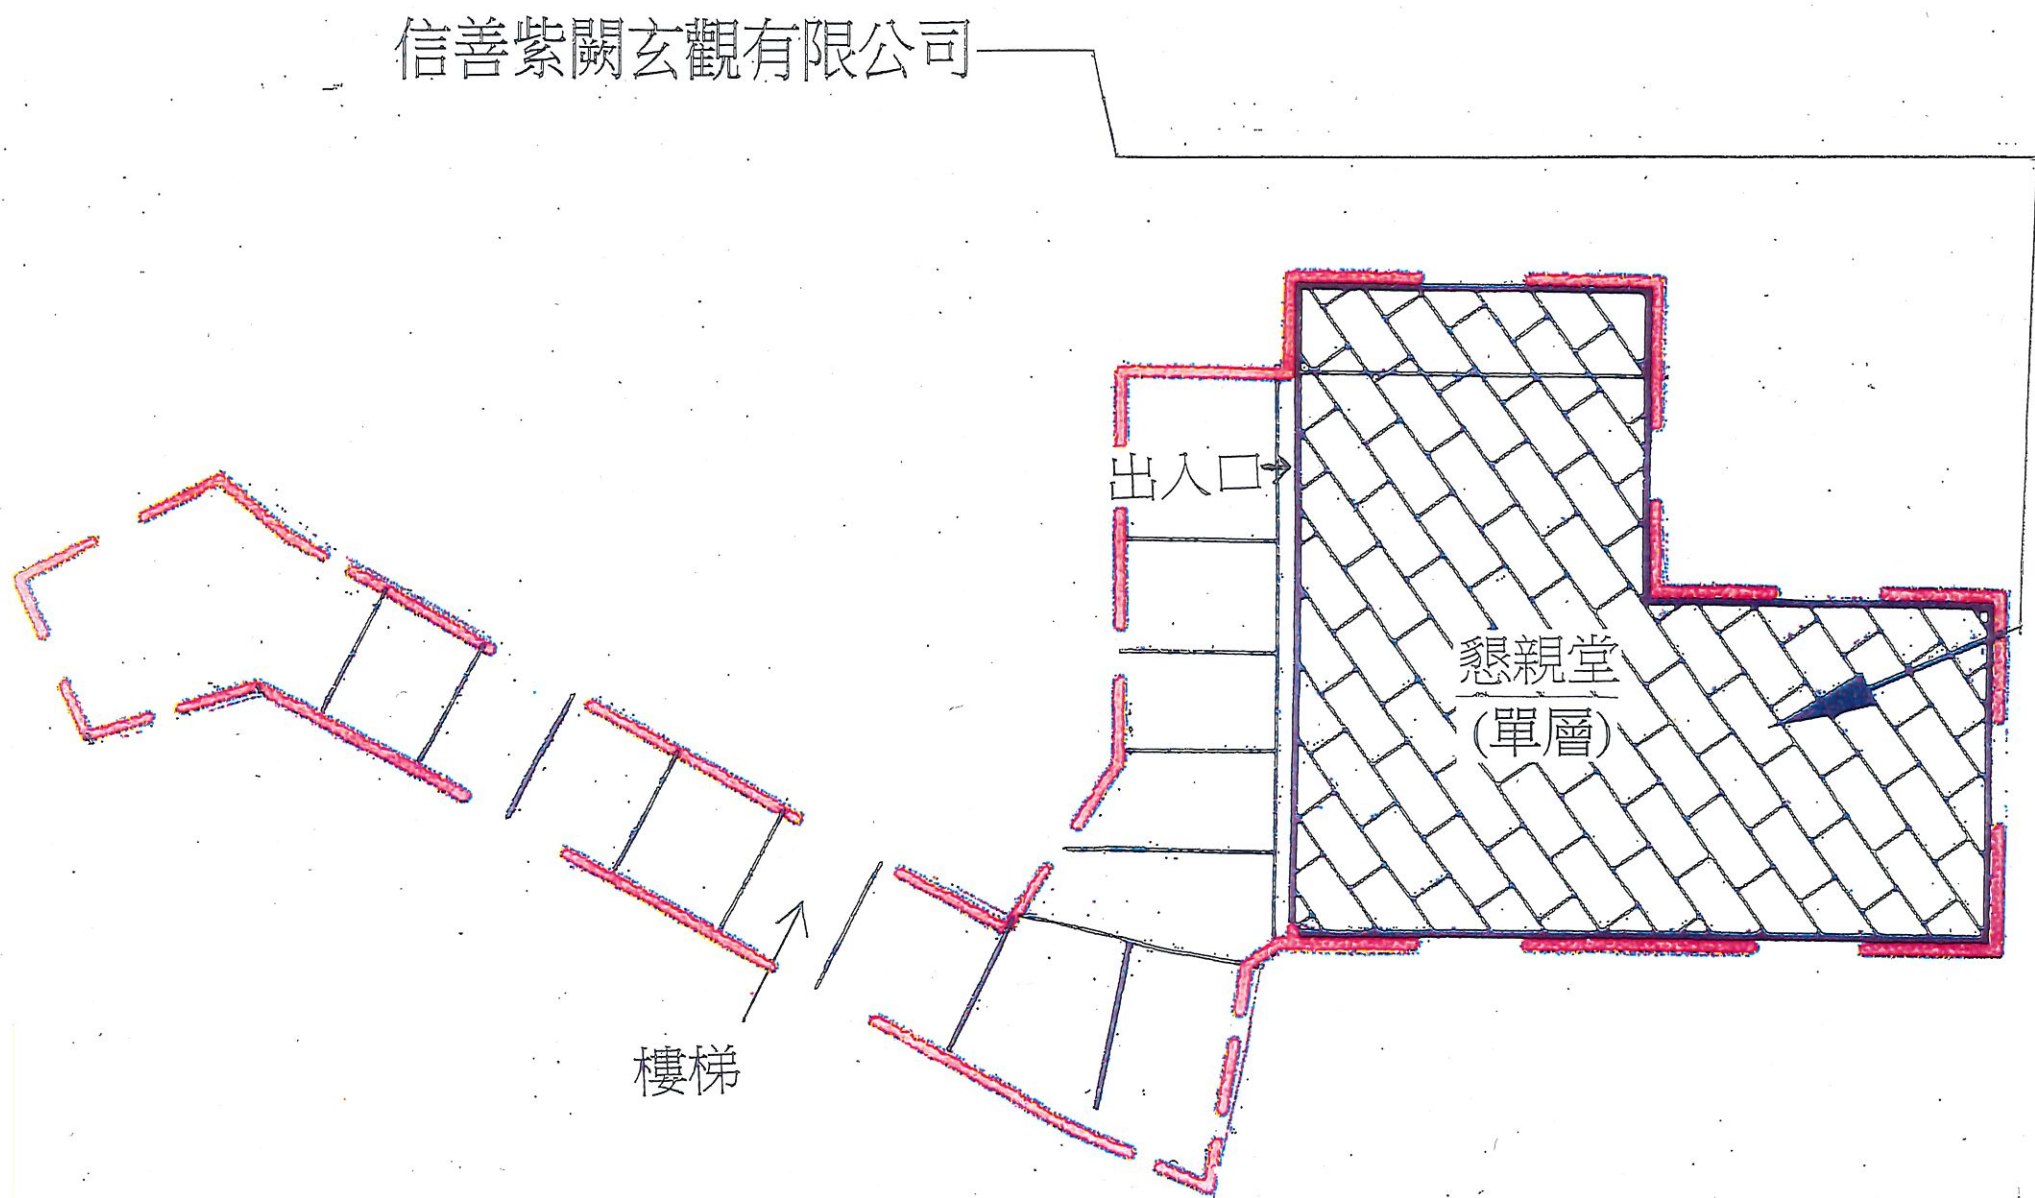 信善紫闕玄觀有限公司
出入口
懇親堂
(單層)
樓梯